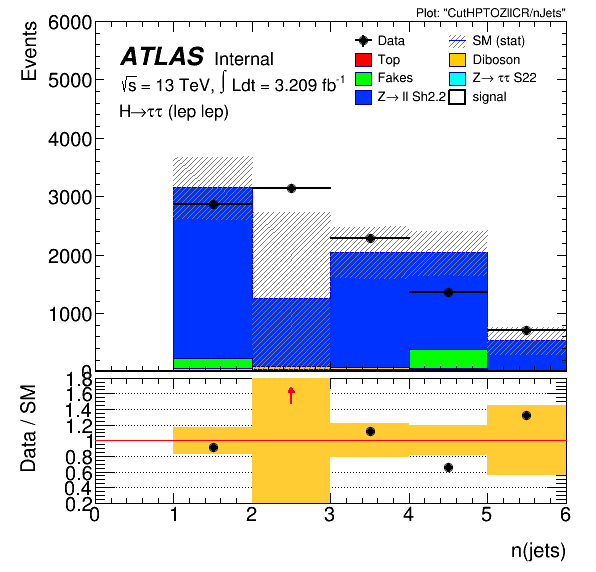 Plot: "CutHPTOZllCR/nJets"
Events
6000
5000
4000
3000
2000
1000
0
ATLAS Internal
√s = 13 TeV, ∫ Ldt = 3.209 fb⁻¹
H→ττ (lep lep)
Data
SM (stat)
Top
Diboson
Fakes
Z→ ττ S22
Z→ ll Sh2.2
signal
Data / SM
1.8
1.6
1.4
1.2
1
0.8
0.6
0.4
0.2
0 1 2 3 4 5 6
n(jets)